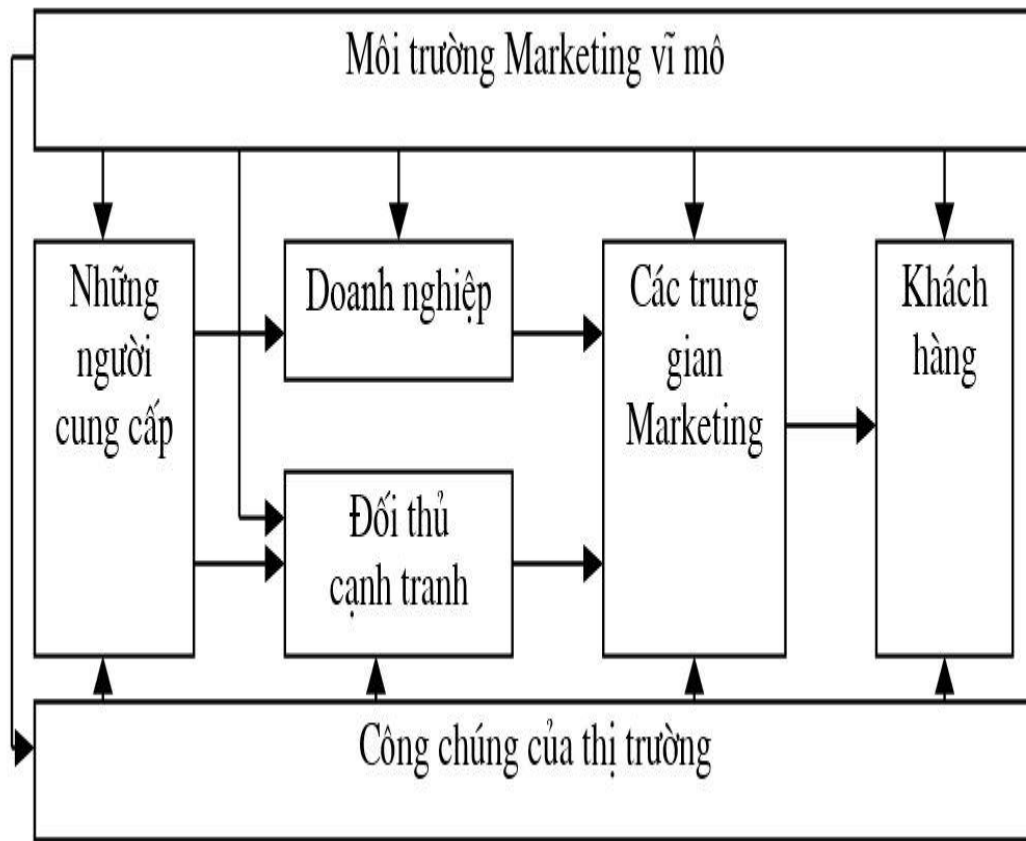 Môi trường Marketing vĩ mô
Những
người
cung cấp
Doanh nghiệp
Đối thủ
cạnh tranh
Các trung
gian
Marketing
Khách
hàng
Công chúng của thị trường